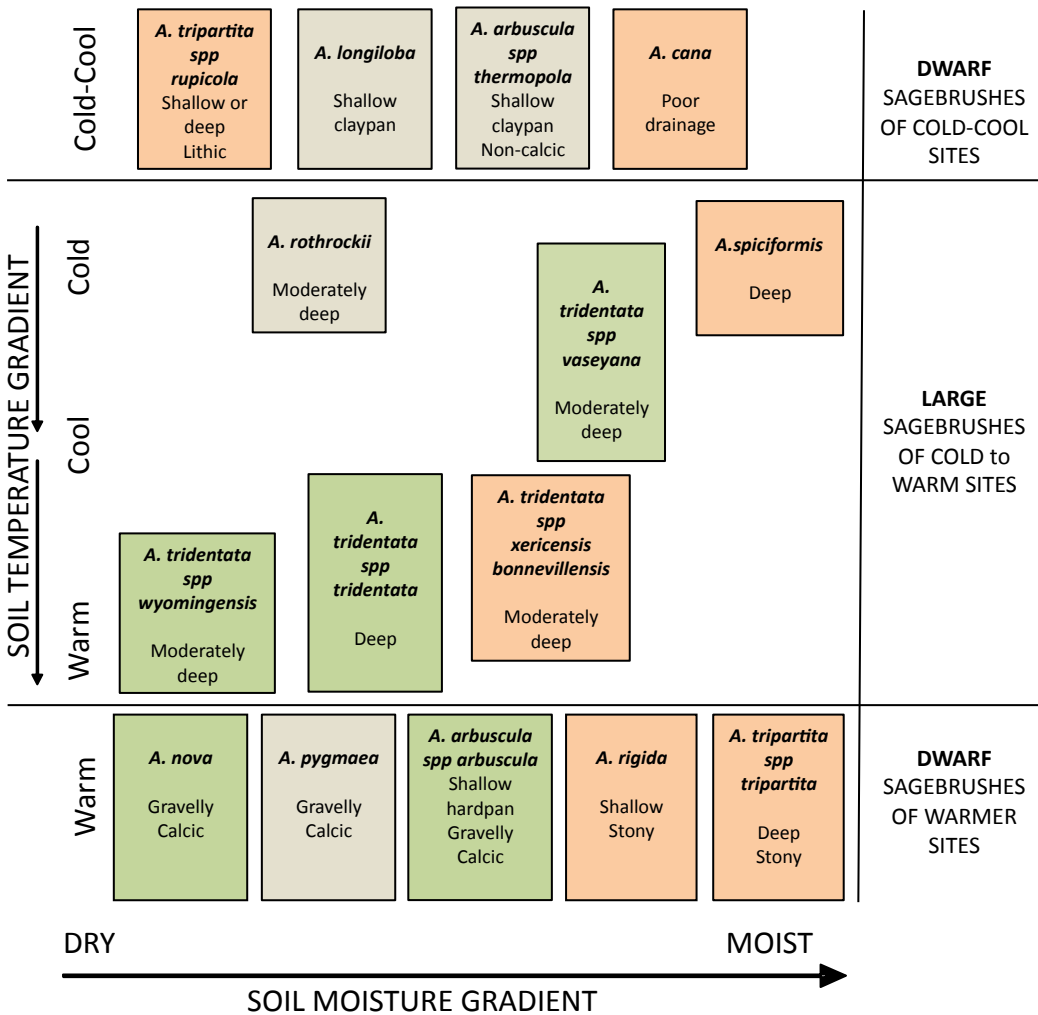 A. tripartita
spp
rupicola
Shallow or
deep
Lithic
A. longiloba
Shallow
claypan
A. arbuscula
spp
thermopola
Shallow
claypan
Non-calcic
A. cana
Poor
drainage
Cold-Cool
DWARF
SAGEBRUSHES
OF COLD-COOL
SITES
SOIL TEMPERATURE GRADIENT
Cold
Cool
Warm
A. rothrockii
Moderately
deep
A.
tridentata
spp
vaseyana
Moderately
deep
A.spiciformis
Deep
A. tridentata
spp
wyomingensis
Moderately
deep
A.
tridentata
spp
tridentata
Deep
A. tridentata
spp
xericensis
bonnevillensis
Moderately
deep
LARGE
SAGEBRUSHES
OF COLD to
WARM SITES
Warm
A. nova
Gravelly
Calcic
A. pygmaea
Gravelly
Calcic
A. arbuscula
spp arbuscula
Shallow
hardpan
Gravelly
Calcic
A. rigida
Shallow
Stony
A. tripartita
spp
tripartita
Deep
Stony
DWARF
SAGEBRUSHES
OF WARMER
SITES
DRY
MOIST
SOIL MOISTURE GRADIENT